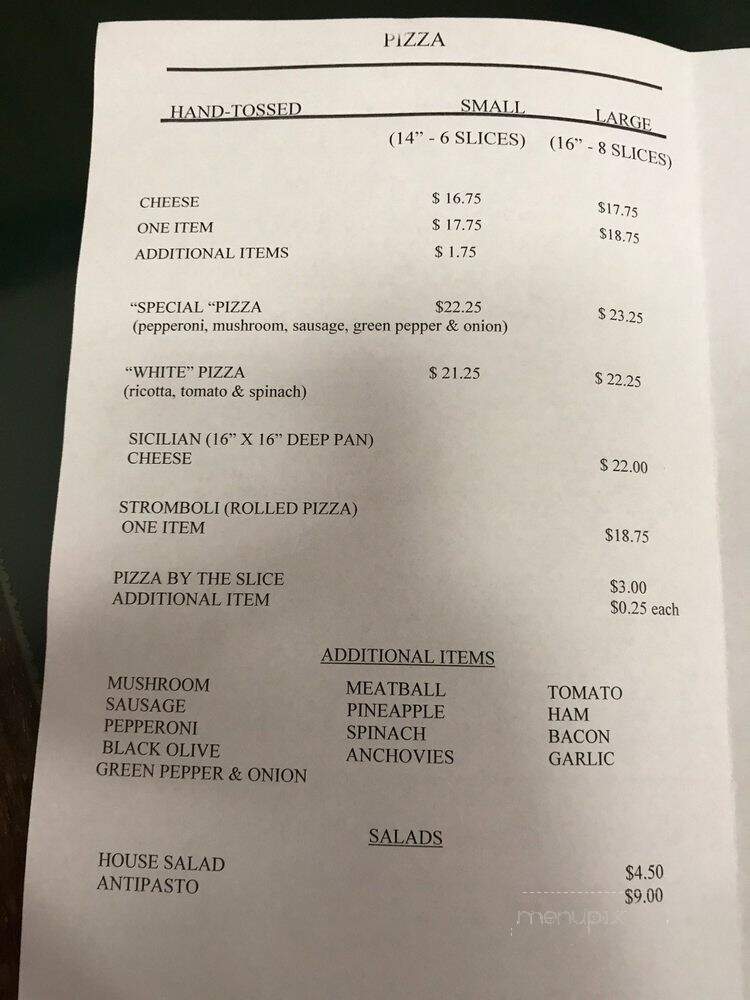 PIZZA
HAND-TOSSED SMALL LARGE
(14” - 6 SLICES) (16” - 8 SLICES)
CHEESE $ 16.75 $17.75
ONE ITEM $ 17.75 $18.75
ADDITIONAL ITEMS $ 1.75
“SPECIAL “PIZZA $22.25 $ 23.25
(pepperoni, mushroom, sausage, green pepper & onion)
“WHITE” PIZZA $ 21.25 $ 22.25
(ricotta, tomato & spinach)
SICILIAN (16” X 16” DEEP PAN)
CHEESE $ 22.00
STROMBOLI (ROLLED PIZZA)
ONE ITEM $18.75
PIZZA BY THE SLICE $3.00
ADDITIONAL ITEM $0.25 each
ADDITIONAL ITEMS
MUSHROOM MEATBALL TOMATO
SAUSAGE PINEAPPLE HAM
PEPPERONI SPINACH BACON
BLACK OLIVE ANCHOVIES GARLIC
GREEN PEPPER & ONION
SALADS
HOUSE SALAD $4.50
ANTIPASTO $9.00
menupix